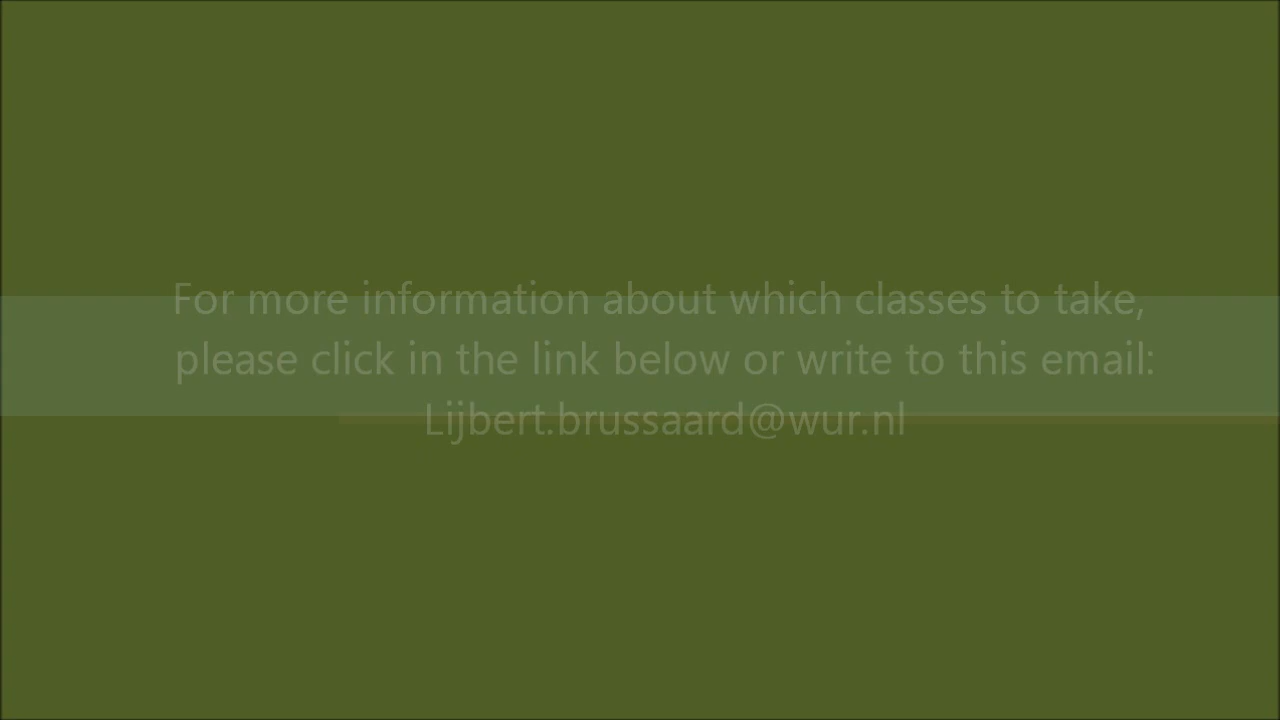 For more information about which classes to take,
please click in the link below or write to this email:
Lijbert.brussaard@wur.nl